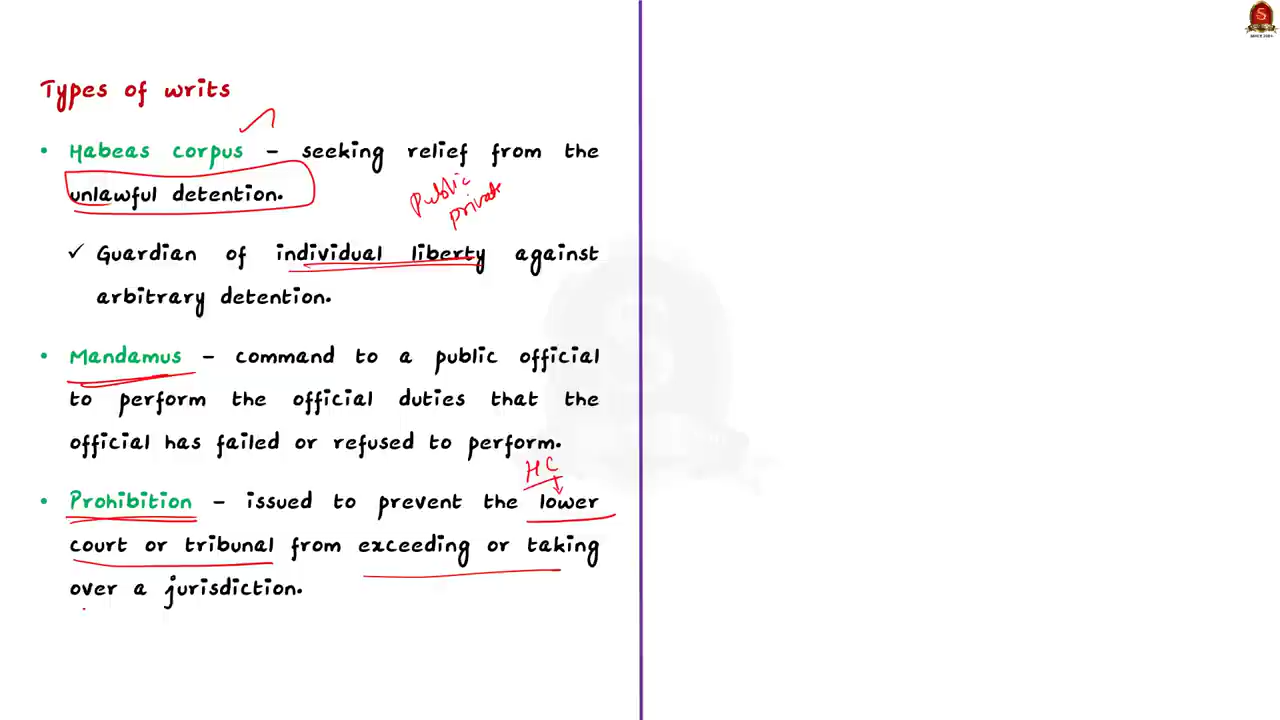 Types of writs
• Habeas corpus – seeking relief from the
unlawful detention.
Public
private
✓ Guardian of individual liberty against
arbitrary detention.
• Mandamus – command to a public official
to perform the official duties that the
official has failed or refused to perform.
HC
• Prohibition – issued to prevent the lower
court or tribunal from exceeding or taking
over a jurisdiction.